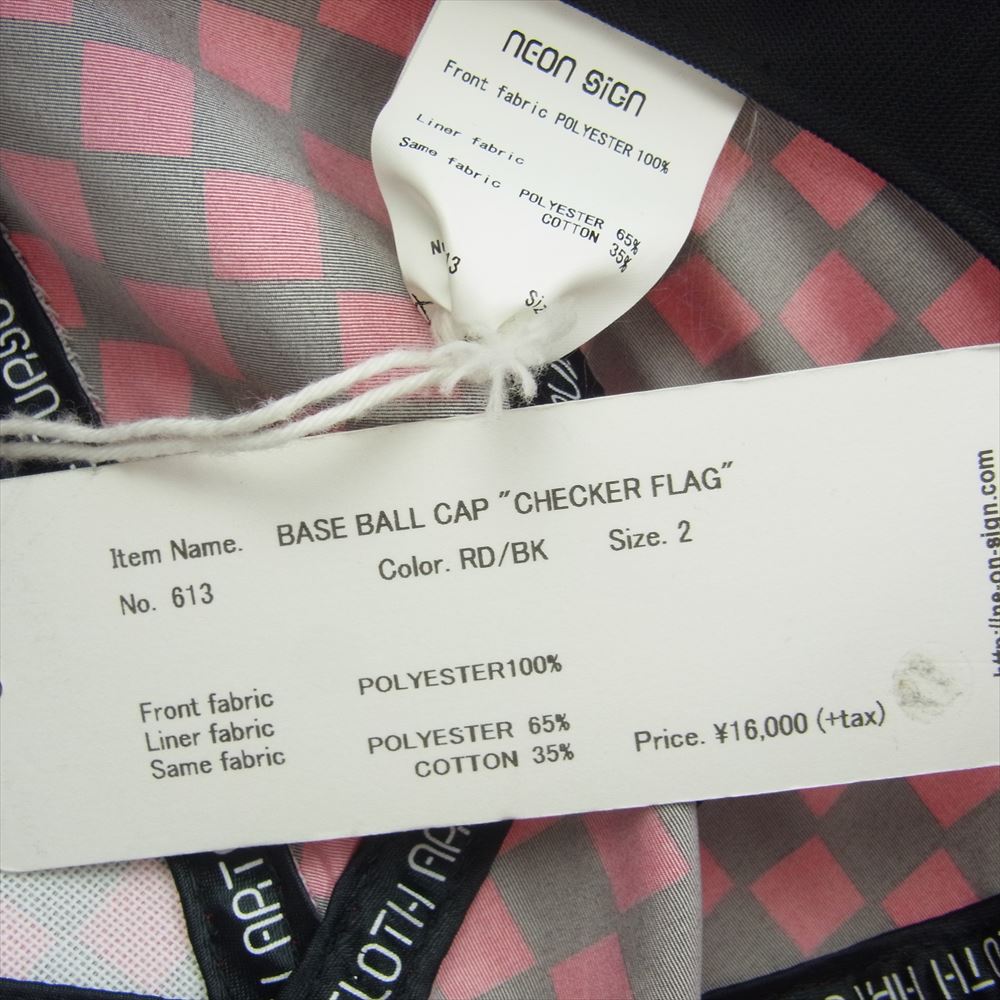 NEON SiGN
Front fabric POLYESTER 100%
Liner fabric
Same fabric POLYESTER 65%
COTTON 35%
Item Name. BASE BALL CAP "CHECKER FLAG"
No. 613 Color. RD/BK Size. 2
Front fabric POLYESTER100%
Liner fabric POLYESTER 65%
Same fabric COTTON 35%
Price. ¥16,000 (+tax)
http://ne-on-sign.com
ART
CLOTH